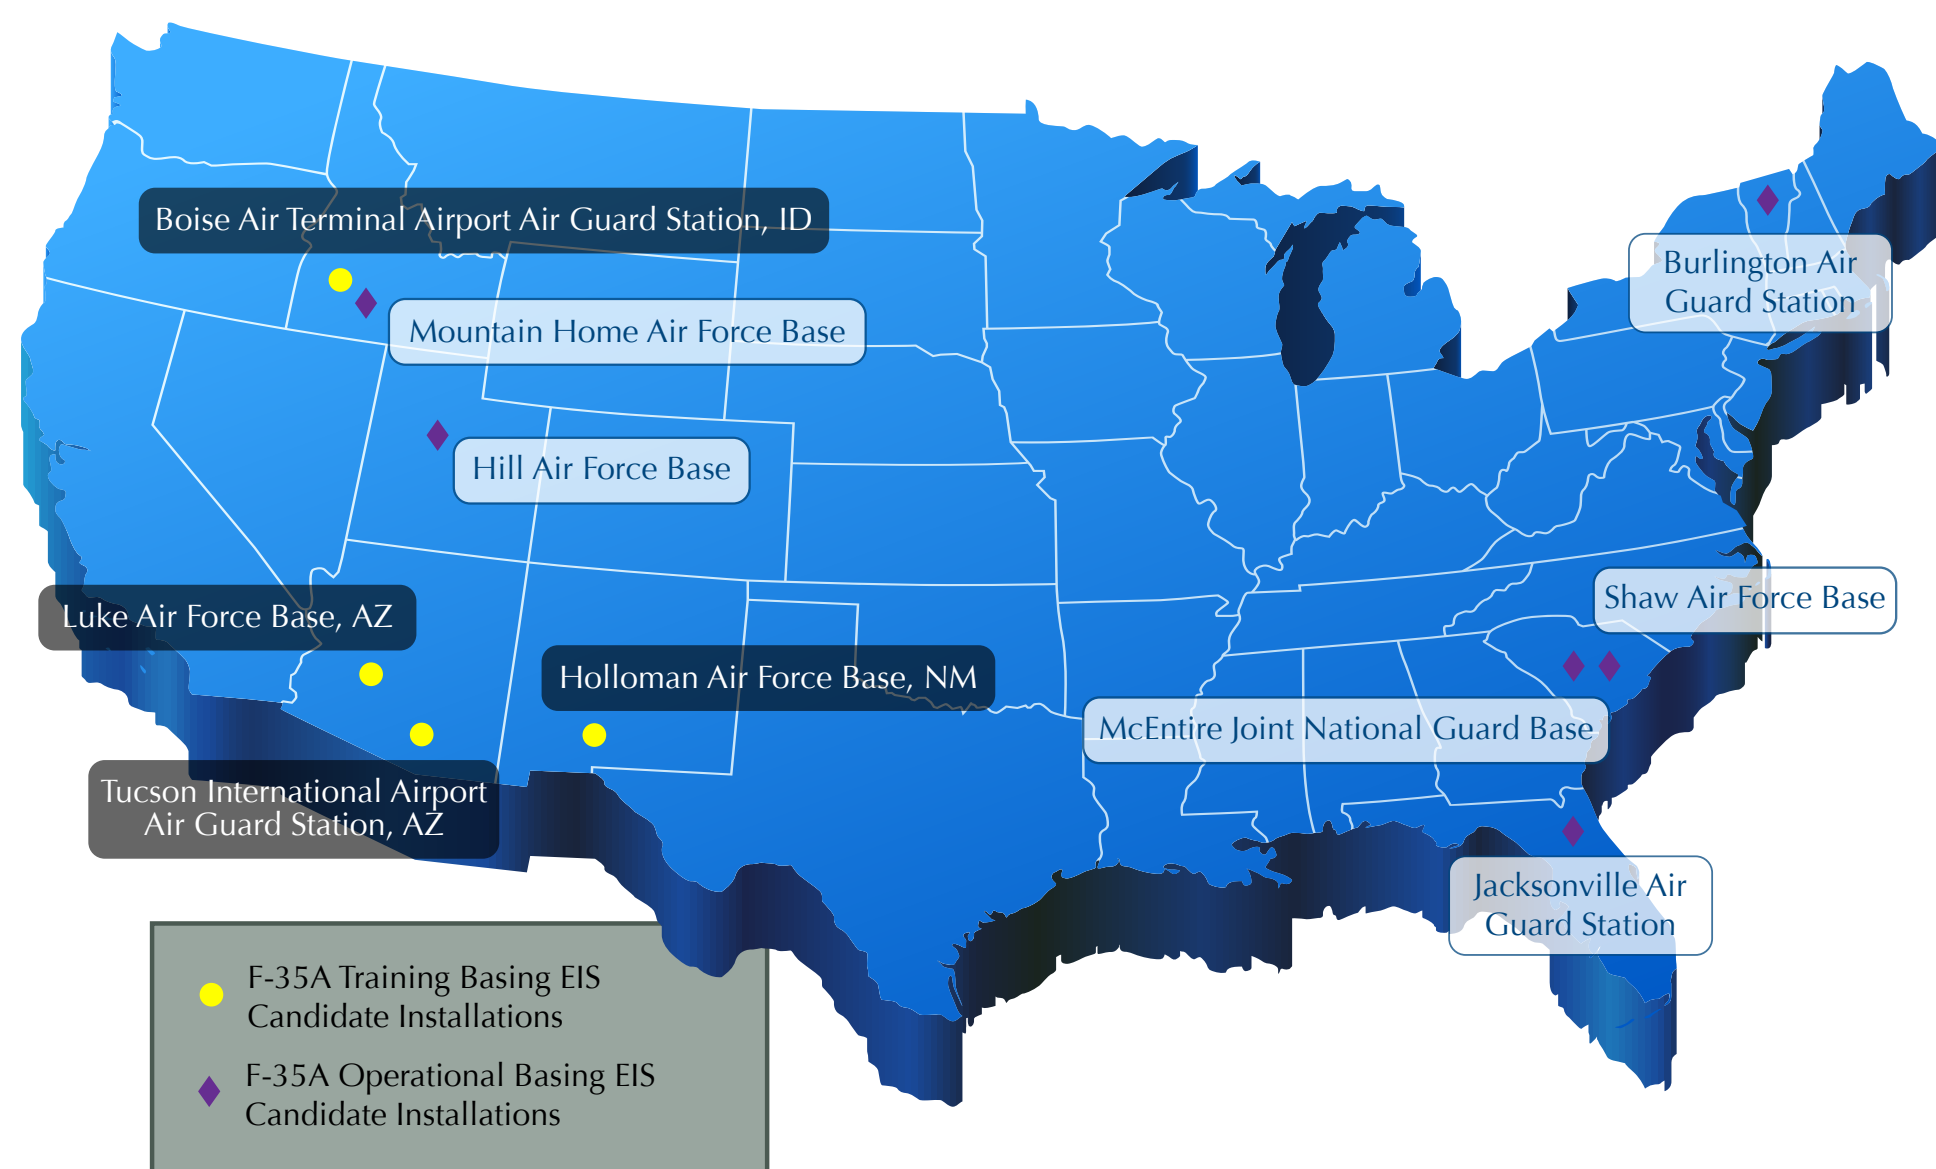 Boise Air Terminal Airport Air Guard Station, ID
Burlington Air
Guard Station
Mountain Home Air Force Base
Hill Air Force Base
Luke Air Force Base, AZ
Shaw Air Force Base
Holloman Air Force Base, NM
McEntire Joint National Guard Base
Tucson International Airport
Air Guard Station, AZ
Jacksonville Air
Guard Station
F-35A Training Basing EIS
Candidate Installations
F-35A Operational Basing EIS
Candidate Installations